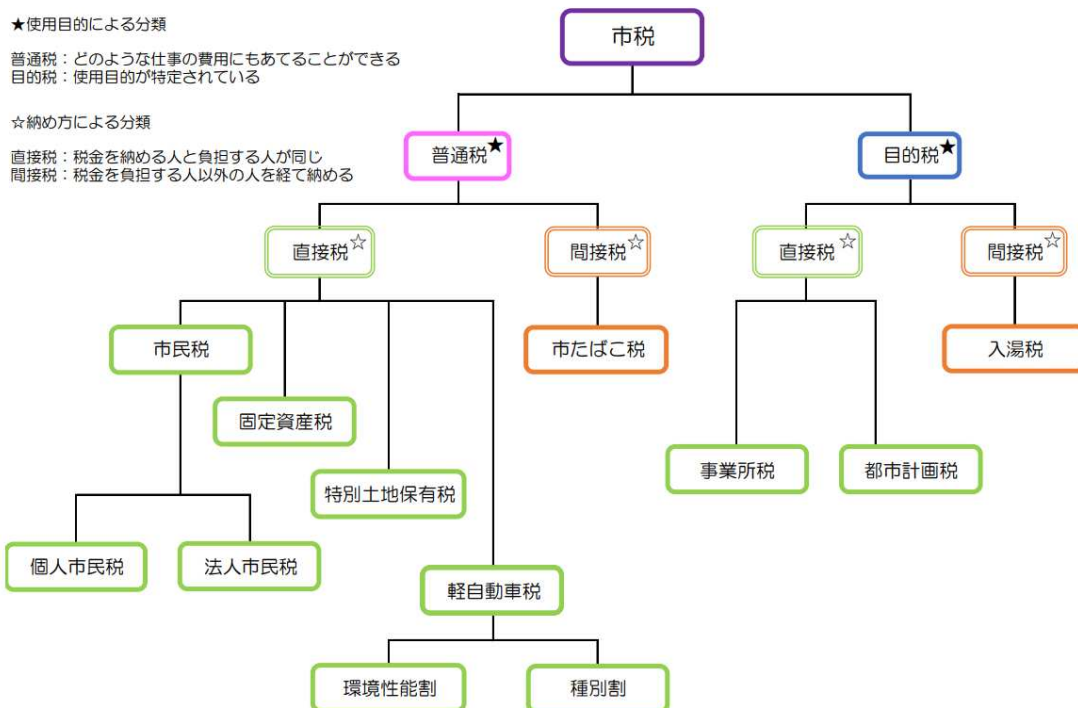 ★使用目的による分類
普通税：どのような仕事の費用にもあてることができる
目的税：使用目的が特定されている
☆納め方による分類
直接税：税金を納める人と負担する人が同じ
間接税：税金を負担する人以外の人を経て納める
市税
普通税★
目的税★
直接税☆
間接税☆
直接税☆
間接税☆
市民税
市たばこ税
入湯税
固定資産税
事業所税
都市計画税
特別土地保有税
個人市民税
法人市民税
軽自動車税
環境性能割
種別割